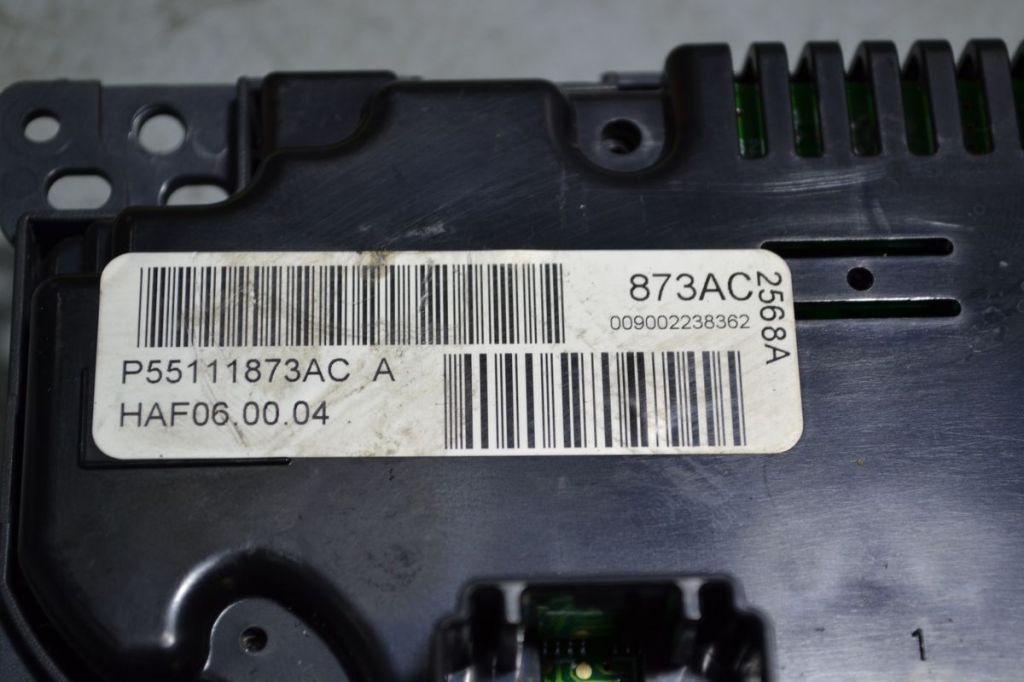 873AC
009002238362
2568A
P55111873AC A
HAF06.00.04
1